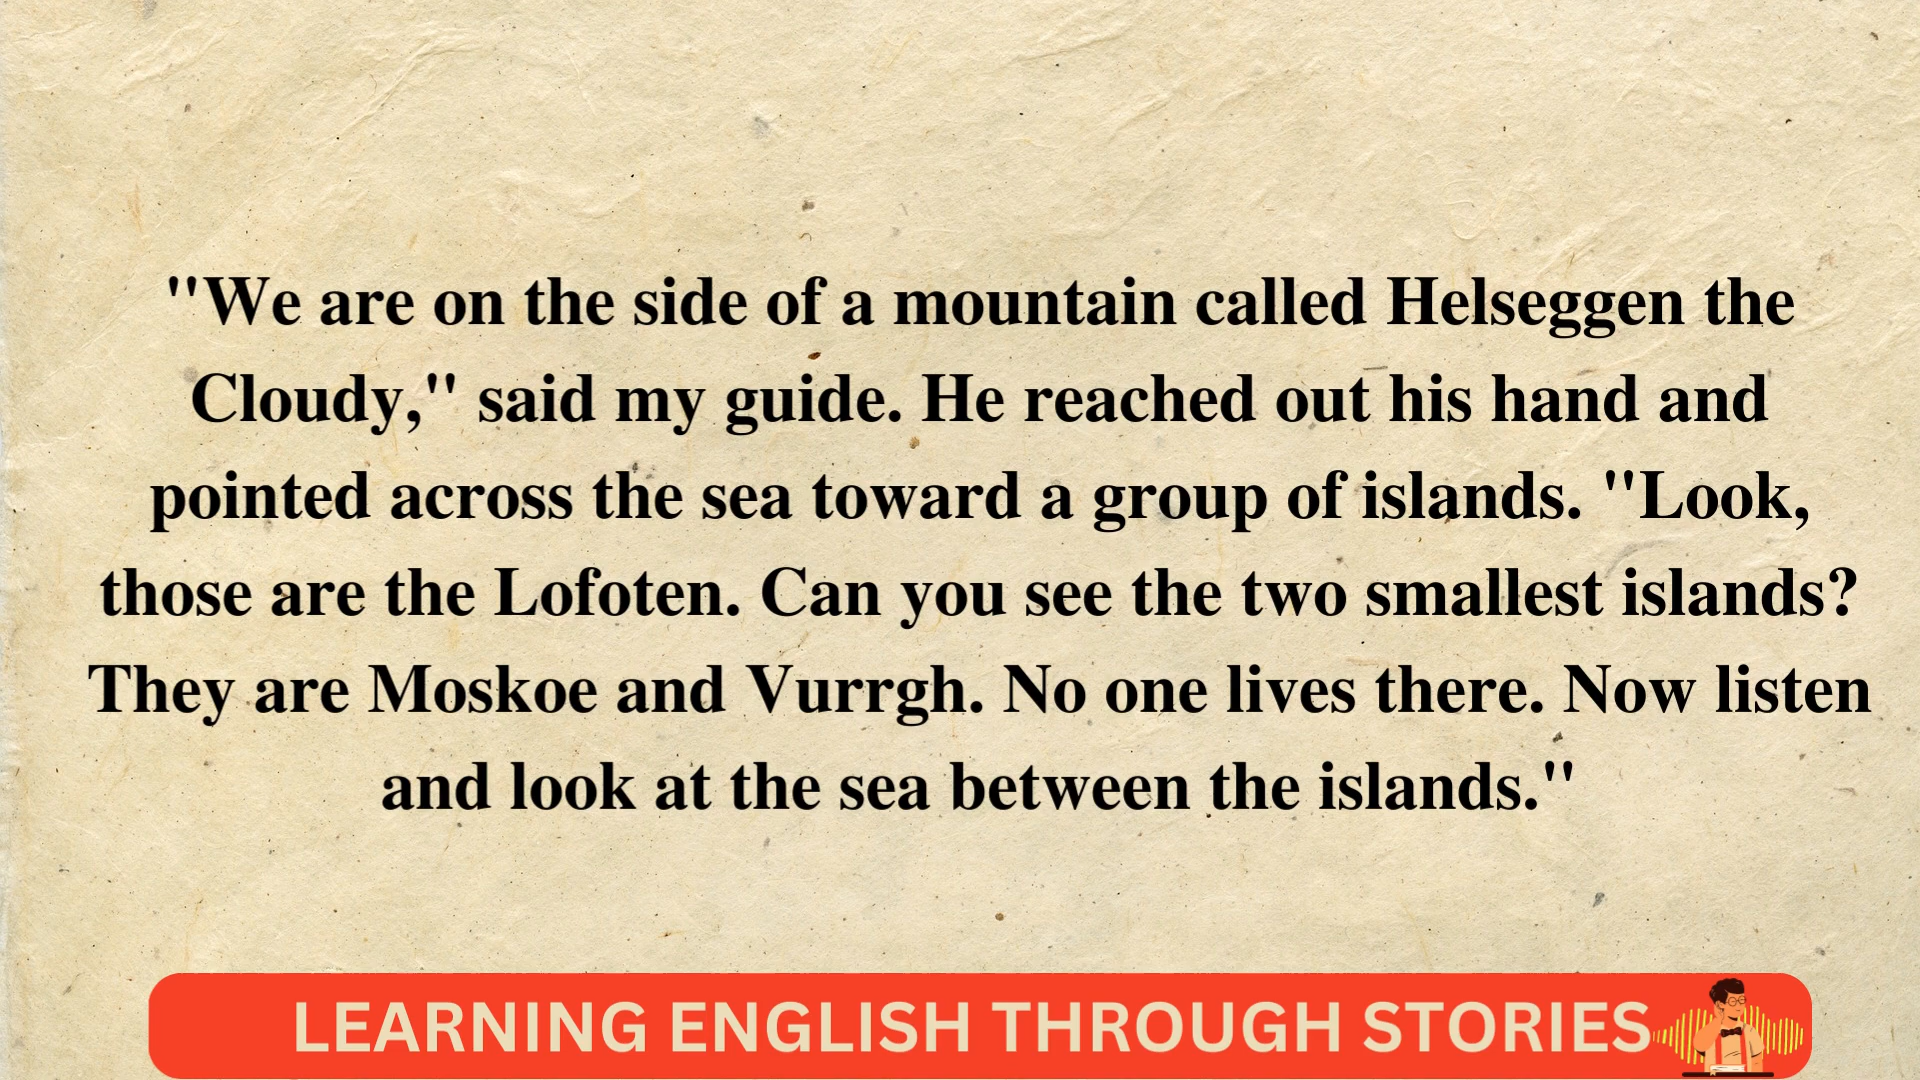 "We are on the side of a mountain called Helseggen the
Cloudy," said my guide. He reached out his hand and
pointed across the sea toward a group of islands. "Look,
those are the Lofoten. Can you see the two smallest islands?
They are Moskoe and Vurrgh. No one lives there. Now listen
and look at the sea between the islands."
LEARNING ENGLISH THROUGH STORIES